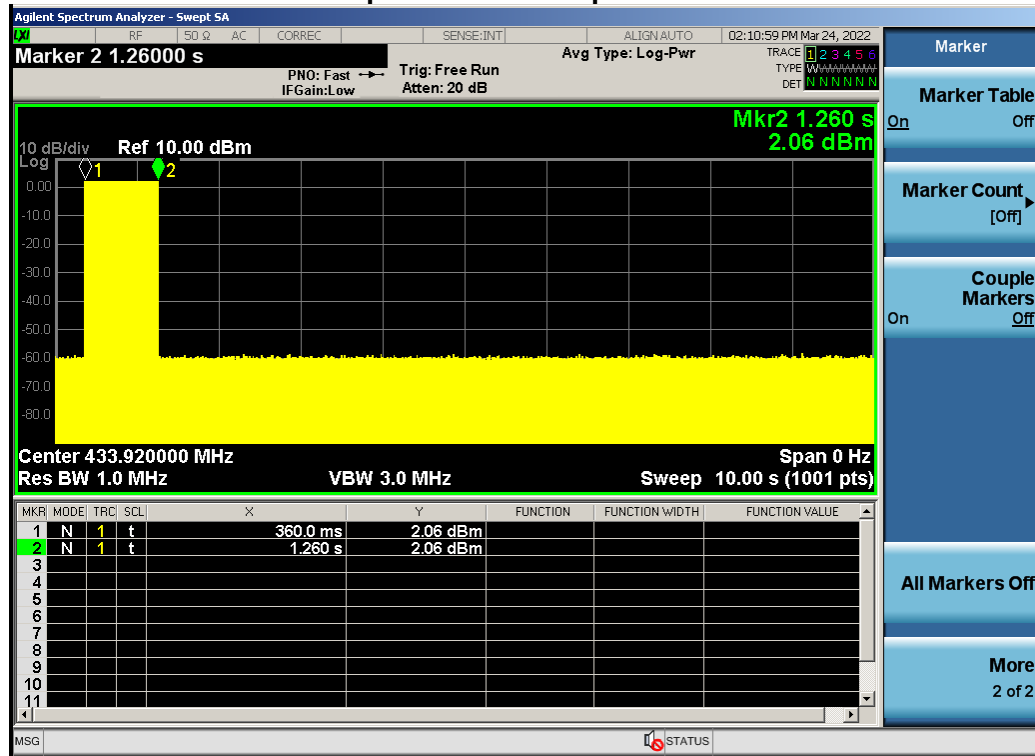 Agilent Spectrum Analyzer - Swept SA
LXI RF 50 Ω AC CORREC SENSE:INT ALIGN AUTO 02:10:59 PM Mar 24, 2022
Marker 2 1.26000 s
PNO: Fast
IFGain:Low
Trig: Free Run
Atten: 20 dB
Avg Type: Log-Pwr
TRACE 1 2 3 4 5 6
TYPE WWWWWW
DET N N N N N N
Mkr2 1.260 s
2.06 dBm
10 dB/div Ref 10.00 dBm
Log
1 2
0.00
-10.0
-20.0
-30.0
-40.0
-50.0
-60.0
-70.0
-80.0
Center 433.920000 MHz Span 0 Hz
Res BW 1.0 MHz VBW 3.0 MHz Sweep 10.00 s (1001 pts)
MKR MODE TRC SCL X Y FUNCTION FUNCTION WIDTH FUNCTION VALUE
1 N 1 t 360.0 ms 2.06 dBm
2 N 1 t 1.260 s 2.06 dBm
3
4
5
6
7
8
9
10
11
MSG STATUS
Marker
Marker Table
On Off
Marker Count
[Off]
Couple
Markers
On Off
All Markers Off
More
2 of 2